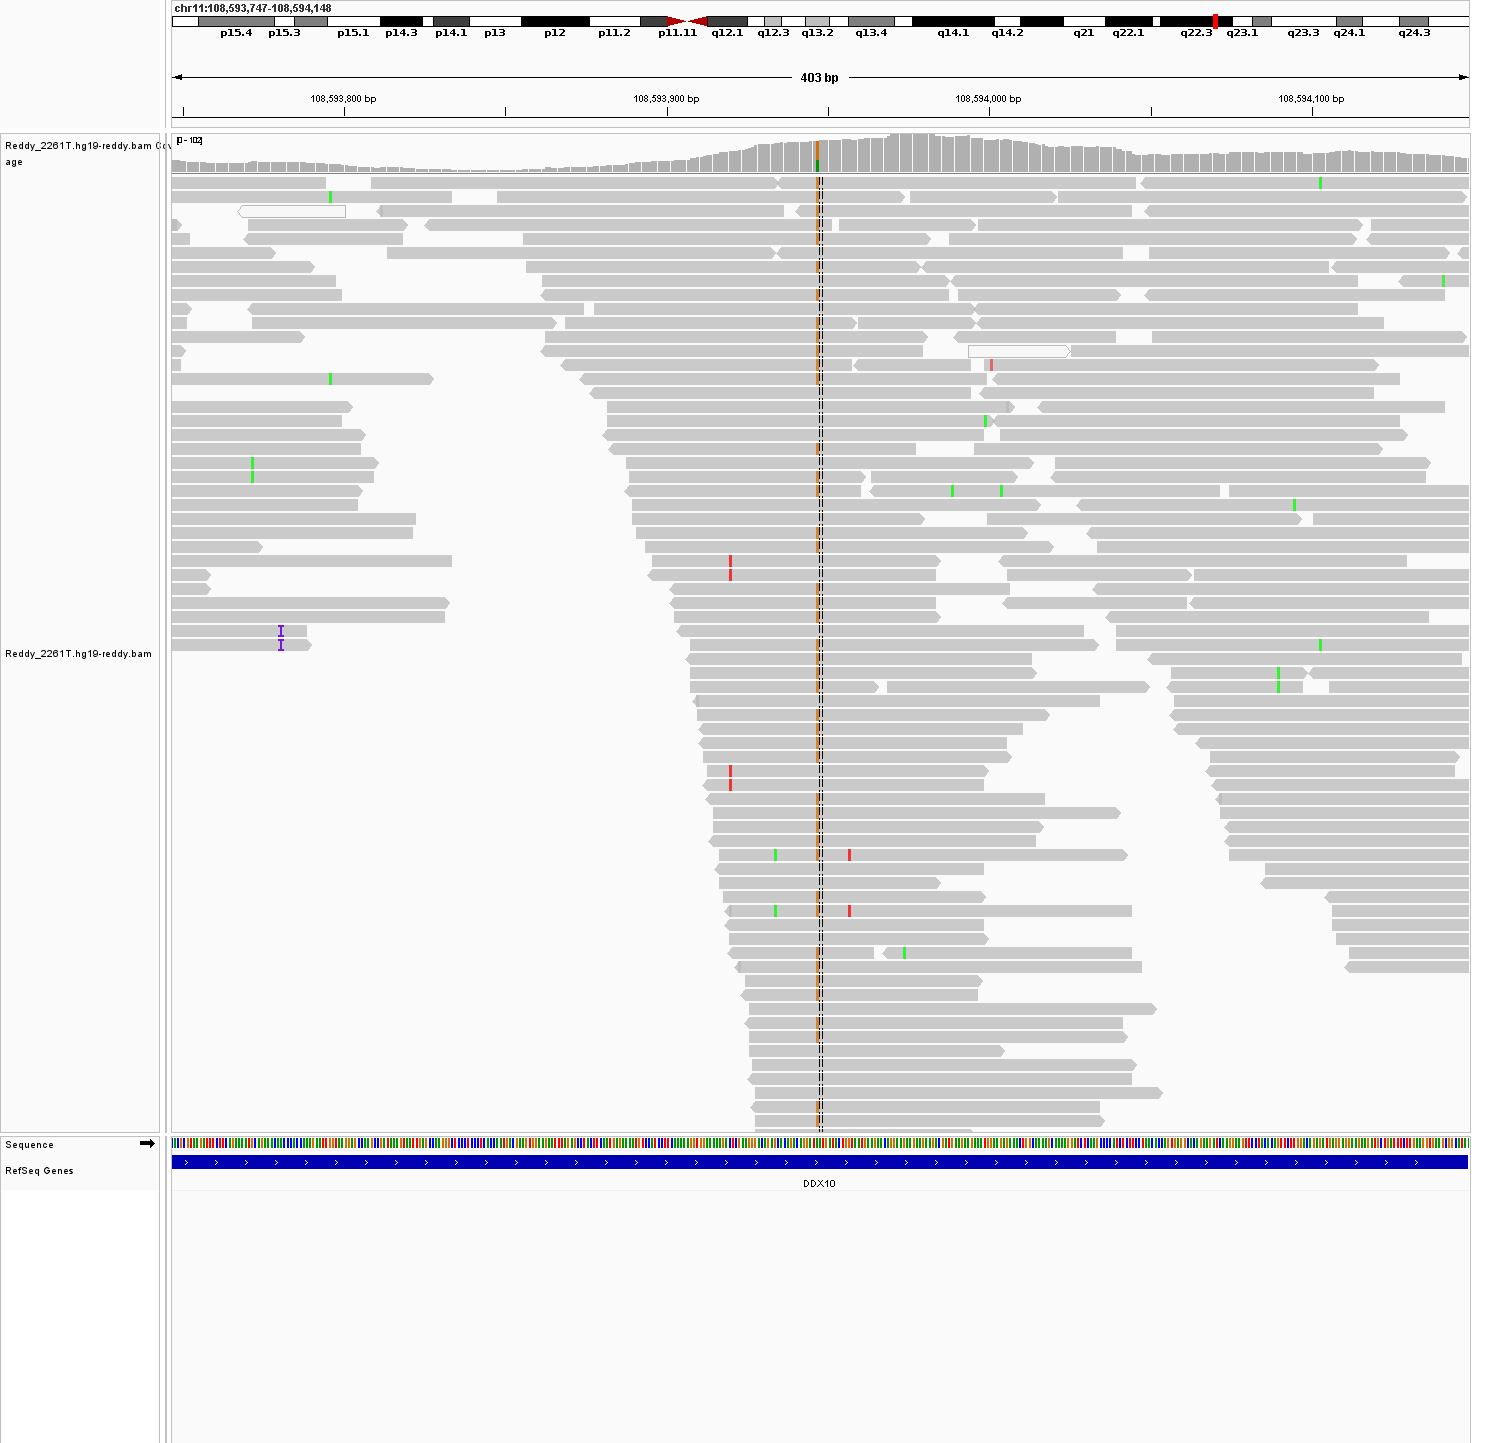 chr11:108,593,747-108,594,148
p15.4 p15.3 p15.1 p14.3 p14.1 p13 p12 p11.2 p11.11 q12.1 q12.3 q13.2 q13.4 q14.1 q14.2 q21 q22.1 q22.3 q23.1 q23.3 q24.1 q24.3
403 bp
108,593,800 bp 108,593,900 bp 108,594,000 bp 108,594,100 bp
Reddy_2261T.hg19-reddy.bam Cov
age
[0 - 102]
Reddy_2261T.hg19-reddy.bam
Sequence
RefSeq Genes
DDX10